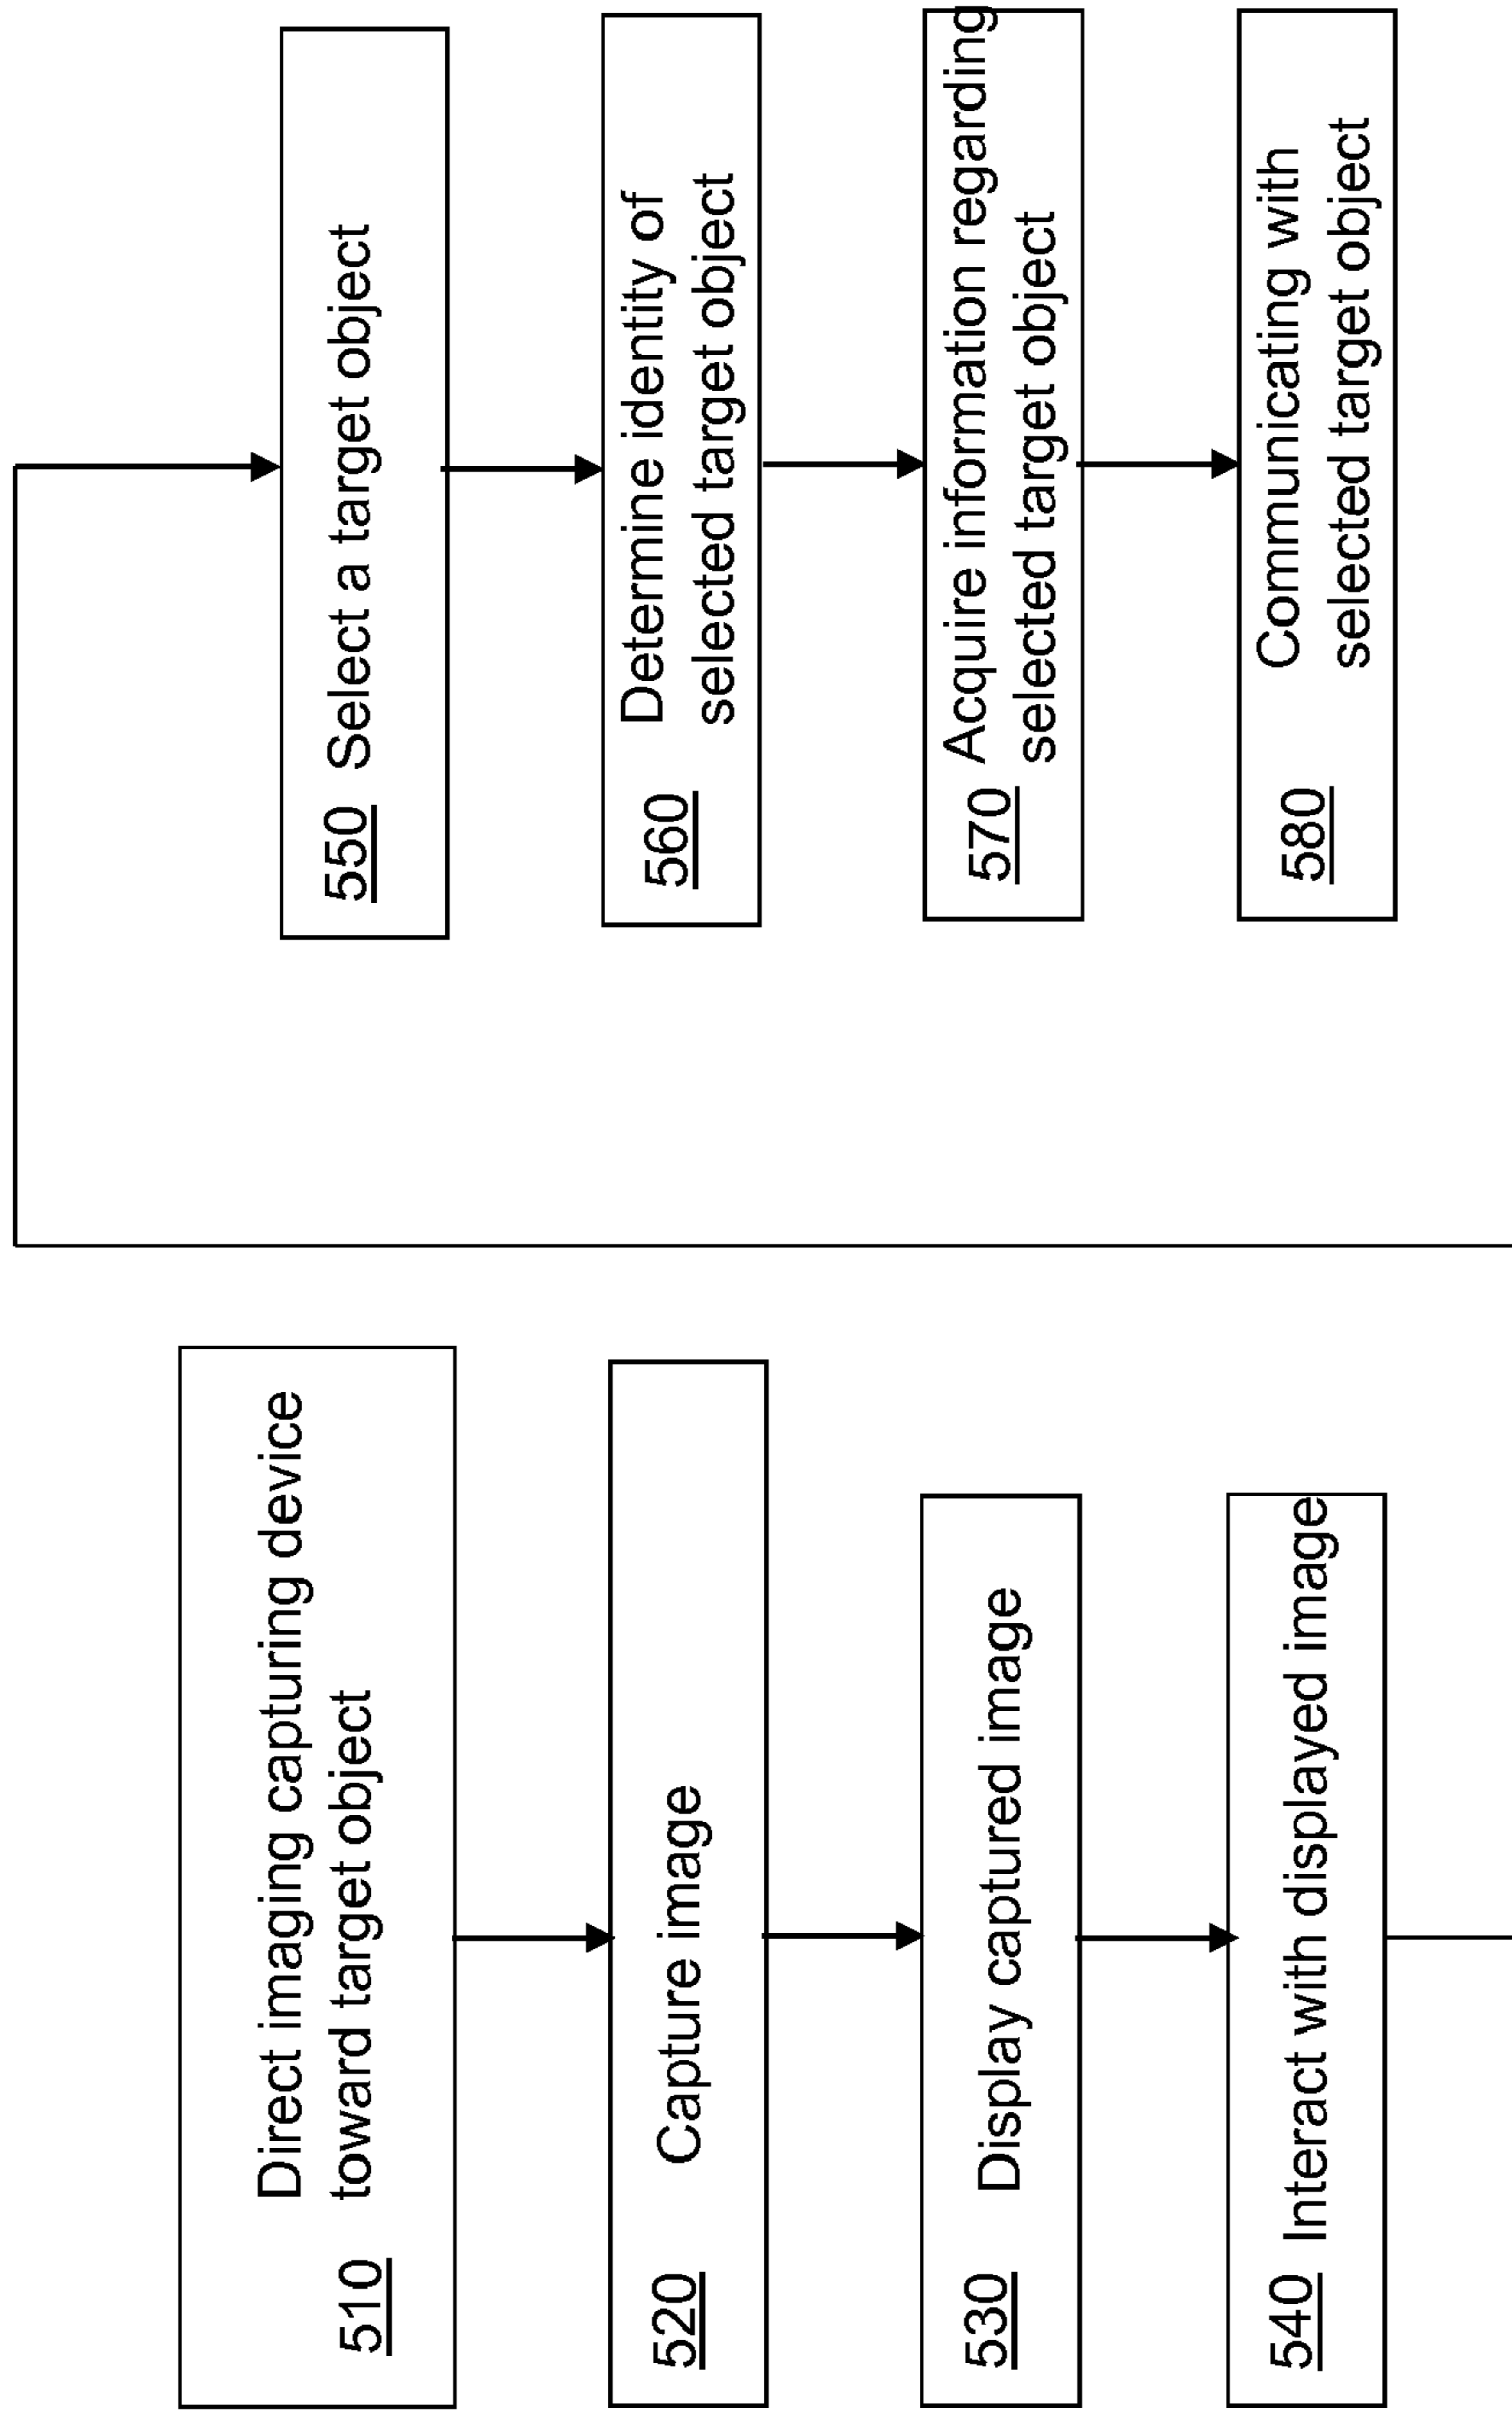 Direct imaging capturing device
510 toward target object
520 Capture image
530 Display captured image
540 Interact with displayed image
550 Select a target object
Determine identity of
560 selected target object
Acquire information regarding
570 selected target object
Communicating with
580 selected target object